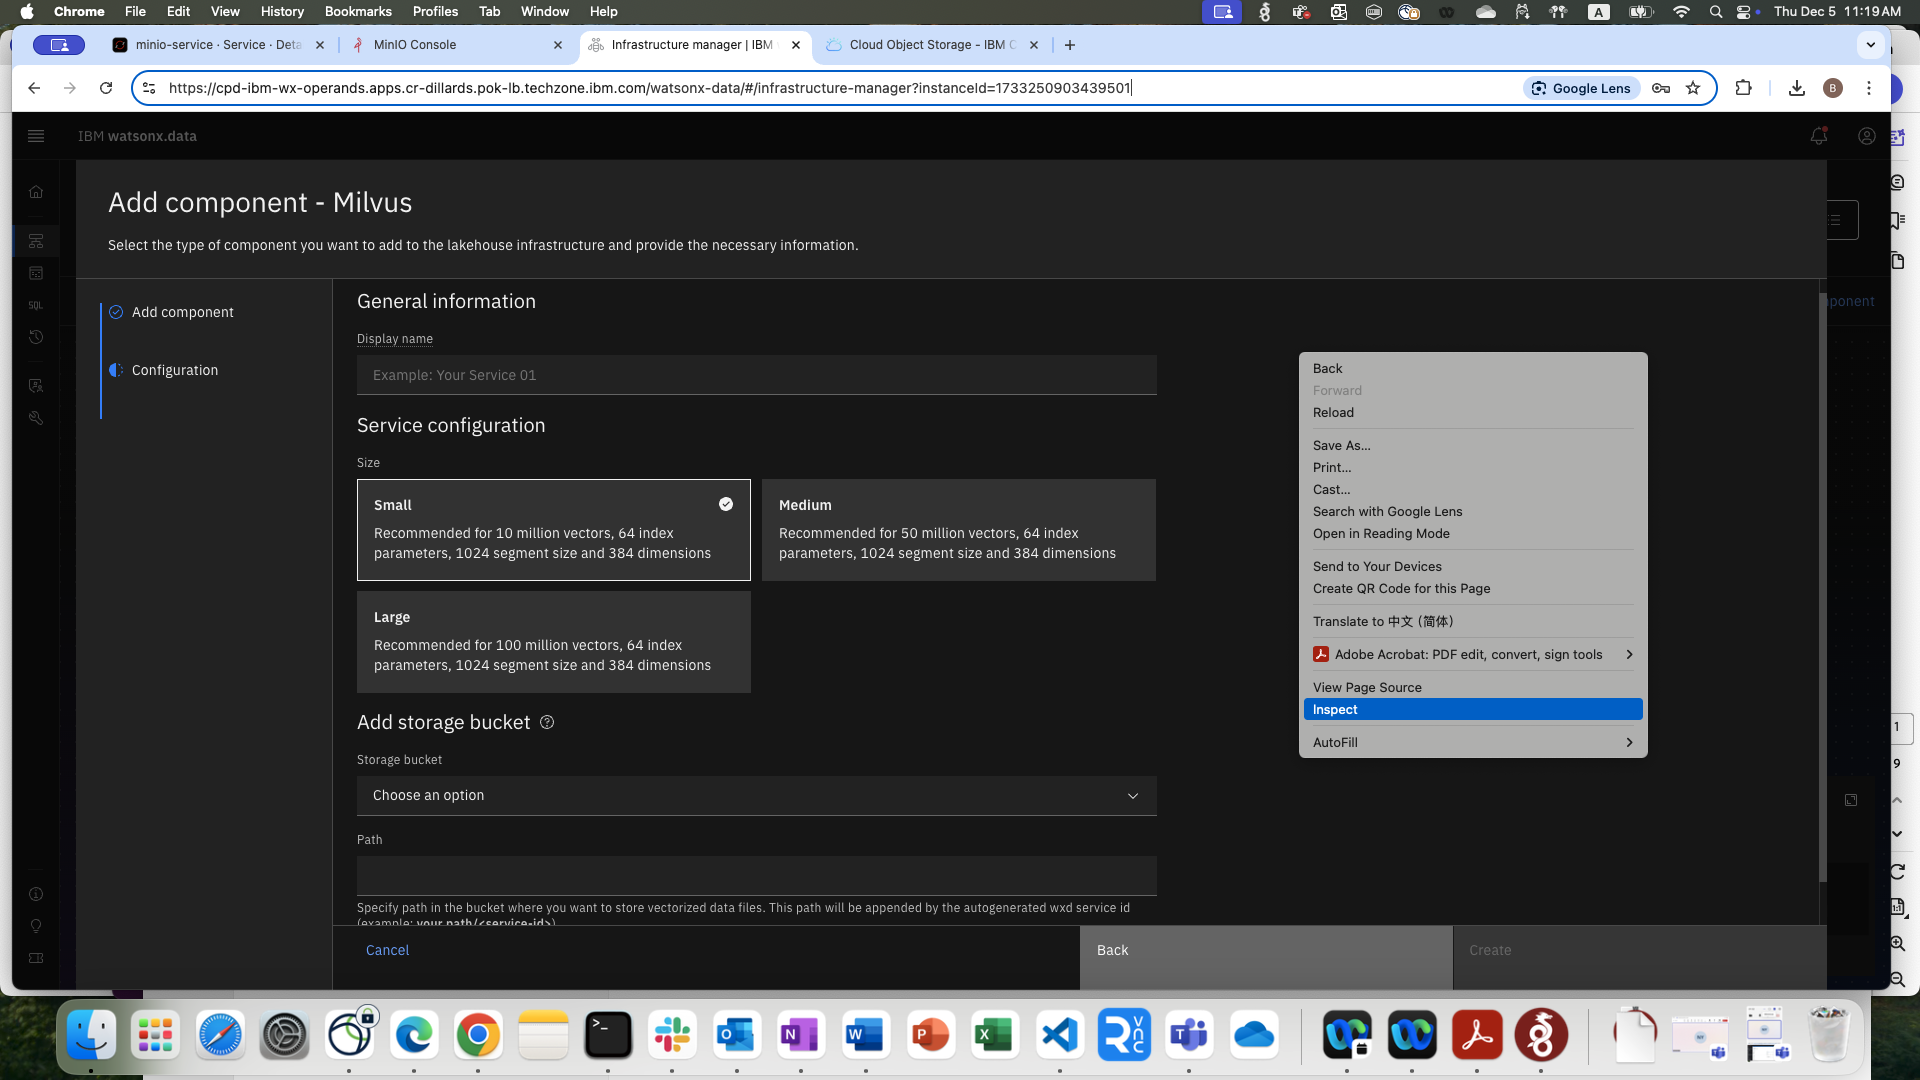 Chrome File Edit View History Bookmarks Profiles Tab Window Help
A
Thu Dec 5 11:19 AM
minio-service · Service · Deta
MinIO Console
Infrastructure manager | IBM
Cloud Object Storage - IBM C
https://cpd-ibm-wx-operands.apps.cr-dillards.pok-lb.techzone.ibm.com/watsonx-data/#/infrastructure-manager?instanceId=1733250903439501
Google Lens
B
IBM watsonx.data
Add component - Milvus
Select the type of component you want to add to the lakehouse infrastructure and provide the necessary information.
Add component
Configuration
SQL
General information
Display name
Example: Your Service 01
Service configuration
Size
Small
Recommended for 10 million vectors, 64 index
parameters, 1024 segment size and 384 dimensions
Medium
Recommended for 50 million vectors, 64 index
parameters, 1024 segment size and 384 dimensions
Large
Recommended for 100 million vectors, 64 index
parameters, 1024 segment size and 384 dimensions
Add storage bucket
Storage bucket
Choose an option
Path
Specify path in the bucket where you want to store vectorized data files. This path will be appended by the autogenerated wxd service id
(example: your path/<service-id>)
Cancel
Back
Create
ponent
Back
Forward
Reload
Save As...
Print...
Cast...
Search with Google Lens
Open in Reading Mode
Send to Your Devices
Create QR Code for this Page
Translate to 中文 (简体)
Adobe Acrobat: PDF edit, convert, sign tools
View Page Source
Inspect
AutoFill
1
9
1:1